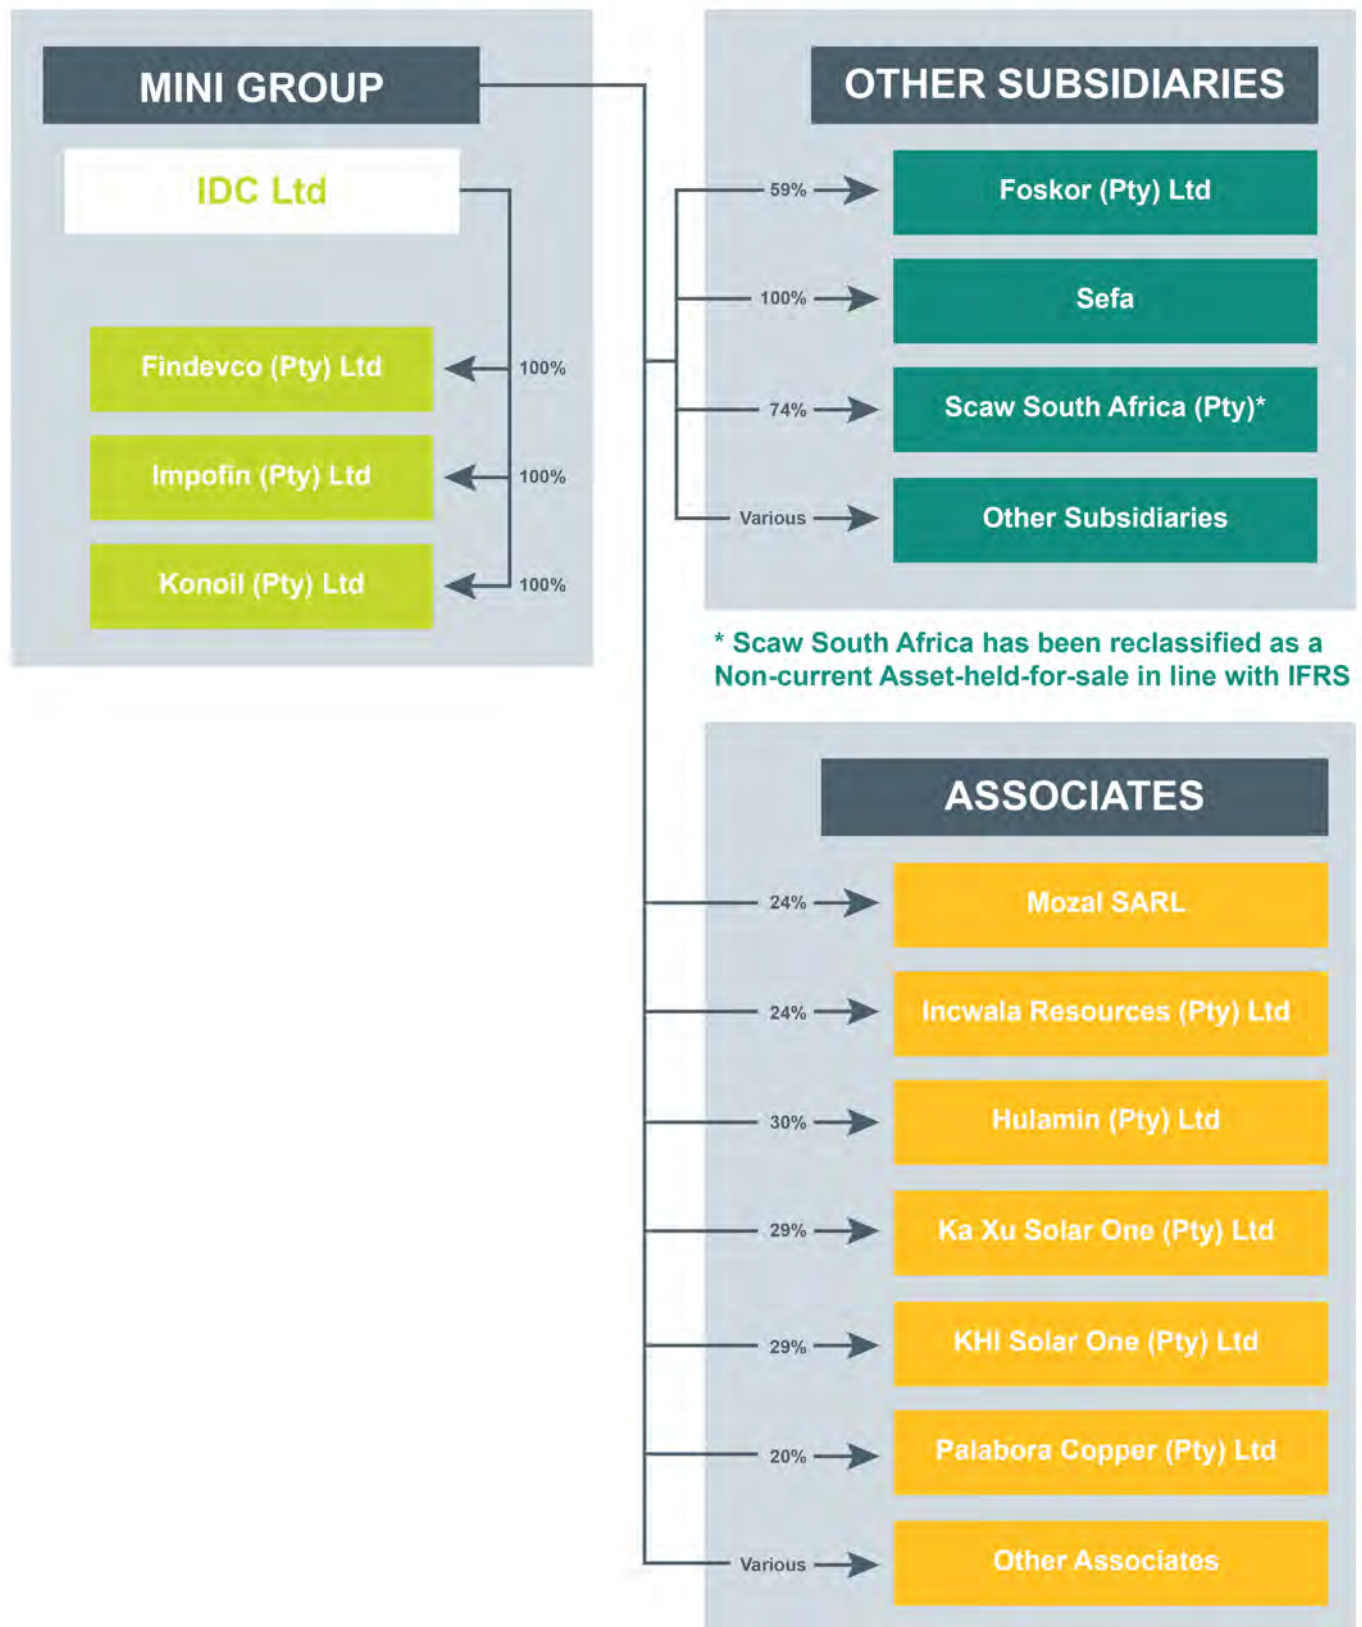 MINI GROUP
IDC Ltd
Findevco (Pty) Ltd
100%
Impofin (Pty) Ltd
100%
Konoil (Pty) Ltd
100%
OTHER SUBSIDIARIES
59%
Foskor (Pty) Ltd
100%
Sefa
74%
Scaw South Africa (Pty)*
Various
Other Subsidiaries
* Scaw South Africa has been reclassified as a
Non-current Asset-held-for-sale in line with IFRS
ASSOCIATES
24%
Mozal SARL
24%
Incwala Resources (Pty) Ltd
30%
Hulamin (Pty) Ltd
29%
Ka Xu Solar One (Pty) Ltd
29%
KHI Solar One (Pty) Ltd
20%
Palabora Copper (Pty) Ltd
Various
Other Associates